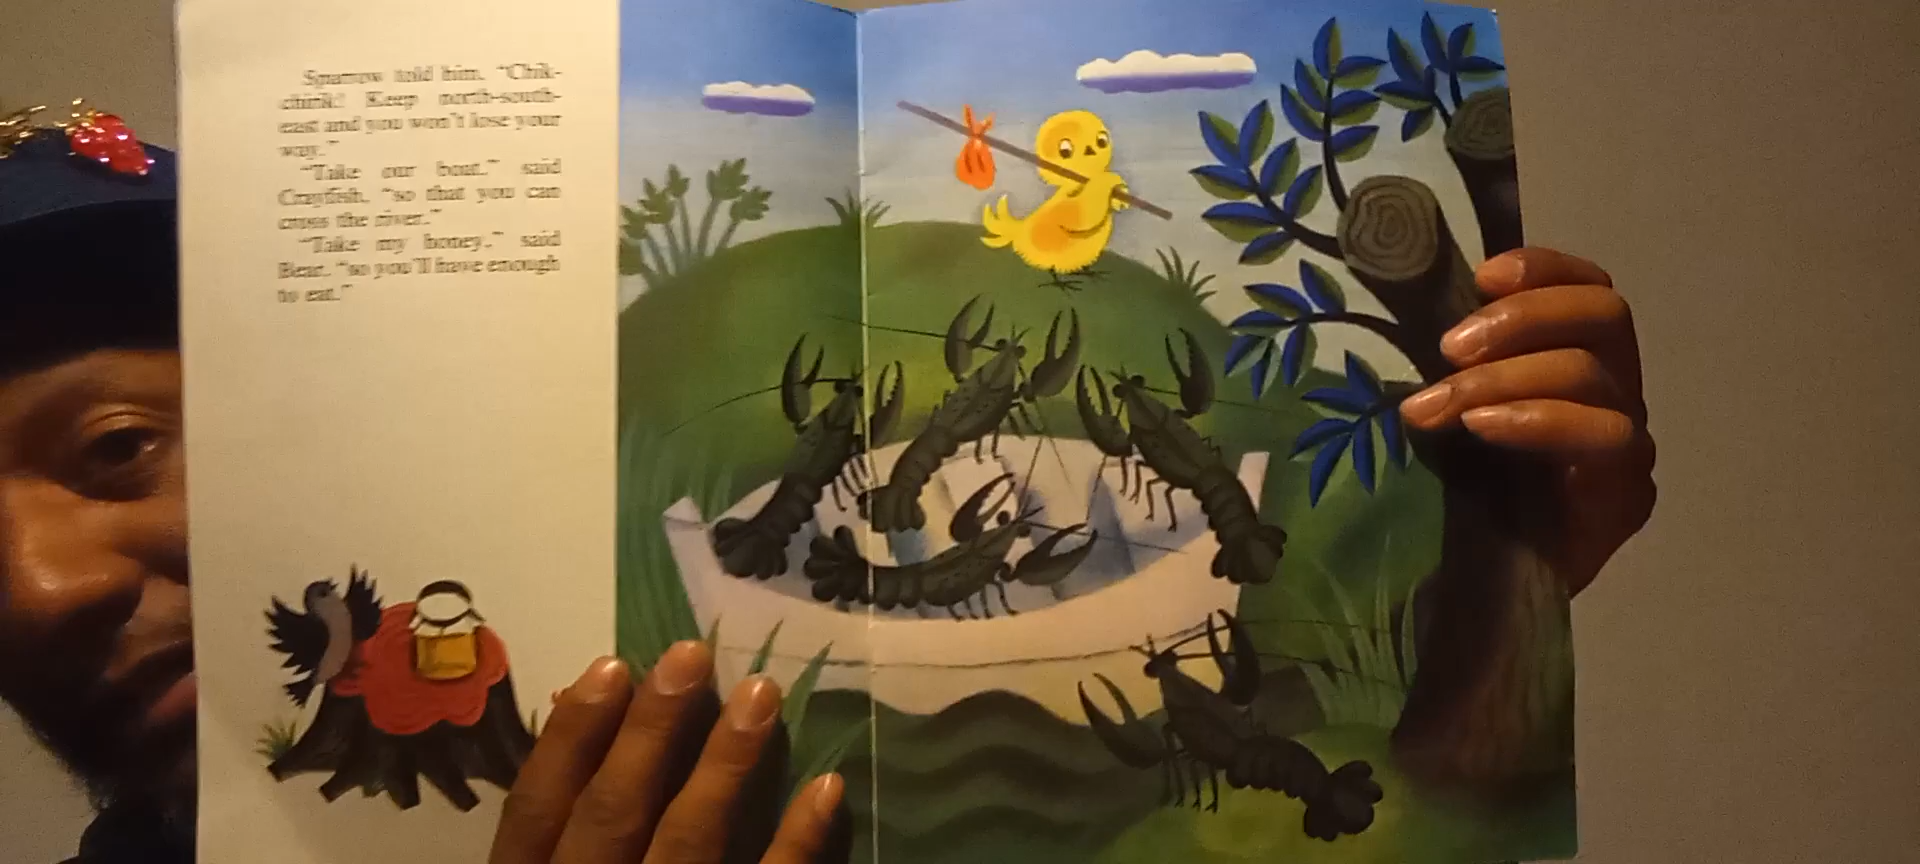 Sparrow told him. "Chik-
chirik! Keep north-south-
east and you won't lose your
way."
"Take our boat," said
Crayfish, "so that you can
cross the river."
"Take my honey," said
Bear, "so you'll have enough
to eat."